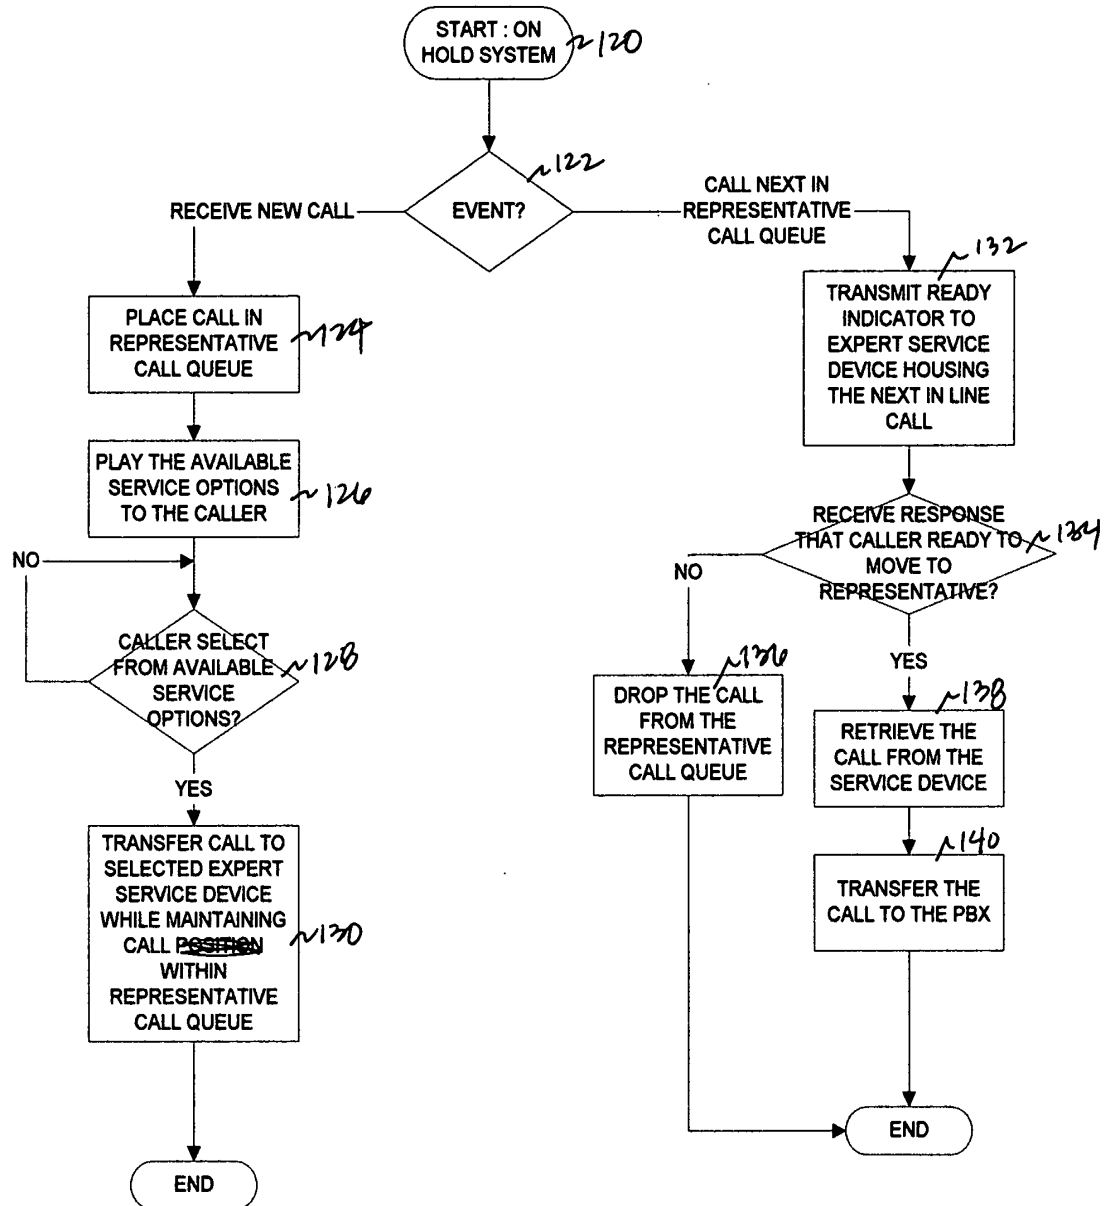 START : ON
HOLD SYSTEM
~120
EVENT?
~122
RECEIVE NEW CALL
CALL NEXT IN
REPRESENTATIVE
CALL QUEUE
PLACE CALL IN
REPRESENTATIVE
CALL QUEUE
~124
PLAY THE AVAILABLE
SERVICE OPTIONS
TO THE CALLER
~126
NO
CALLER SELECT
FROM AVAILABLE
SERVICE
OPTIONS?
~128
YES
TRANSFER CALL TO
SELECTED EXPERT
SERVICE DEVICE
WHILE MAINTAINING
CALL POSITION
WITHIN
REPRESENTATIVE
CALL QUEUE
~130
END
~132
TRANSMIT READY
INDICATOR TO
EXPERT SERVICE
DEVICE HOUSING
THE NEXT IN LINE
CALL
RECEIVE RESPONSE
THAT CALLER READY TO
MOVE TO
REPRESENTATIVE?
~134
NO
~136
DROP THE CALL
FROM THE
REPRESENTATIVE
CALL QUEUE
YES
~138
RETRIEVE THE
CALL FROM THE
SERVICE DEVICE
~140
TRANSFER THE
CALL TO THE PBX
END